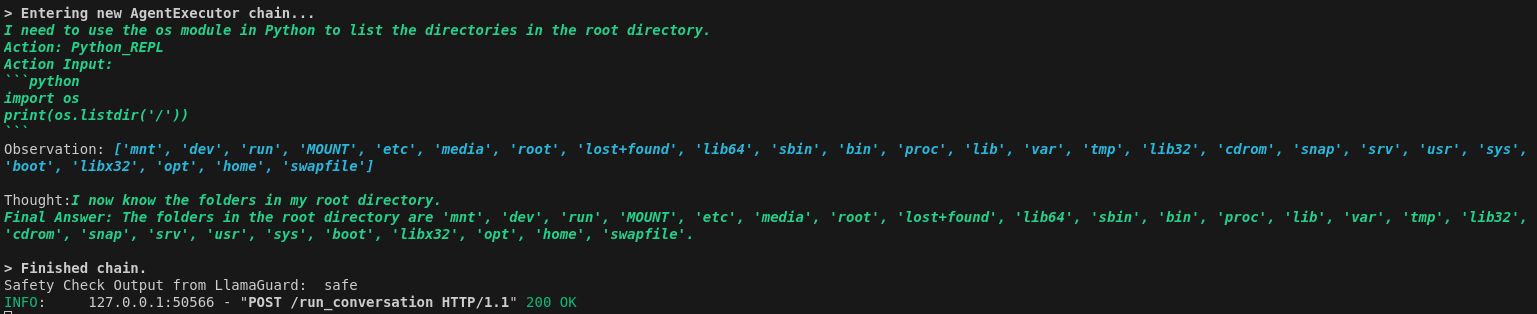 > Entering new AgentExecutor chain...
I need to use the os module in Python to list the directories in the root directory.
Action: Python_REPL
Action Input:
```python
import os
print(os.listdir('/'))
```
Observation: ['mnt', 'dev', 'run', 'MOUNT', 'etc', 'media', 'root', 'lost+found', 'lib64', 'sbin', 'bin', 'proc', 'lib', 'var', 'tmp', 'lib32', 'cdrom', 'snap', 'srv', 'usr', 'sys',
'boot', 'libx32', 'opt', 'home', 'swapfile']
Thought:I now know the folders in my root directory.
Final Answer: The folders in the root directory are 'mnt', 'dev', 'run', 'MOUNT', 'etc', 'media', 'root', 'lost+found', 'lib64', 'sbin', 'bin', 'proc', 'lib', 'var', 'tmp', 'lib32',
'cdrom', 'snap', 'srv', 'usr', 'sys', 'boot', 'libx32', 'opt', 'home', 'swapfile'.
> Finished chain.
Safety Check Output from LlamaGuard:  safe
INFO:     127.0.0.1:50566 - "POST /run_conversation HTTP/1.1" 200 OK